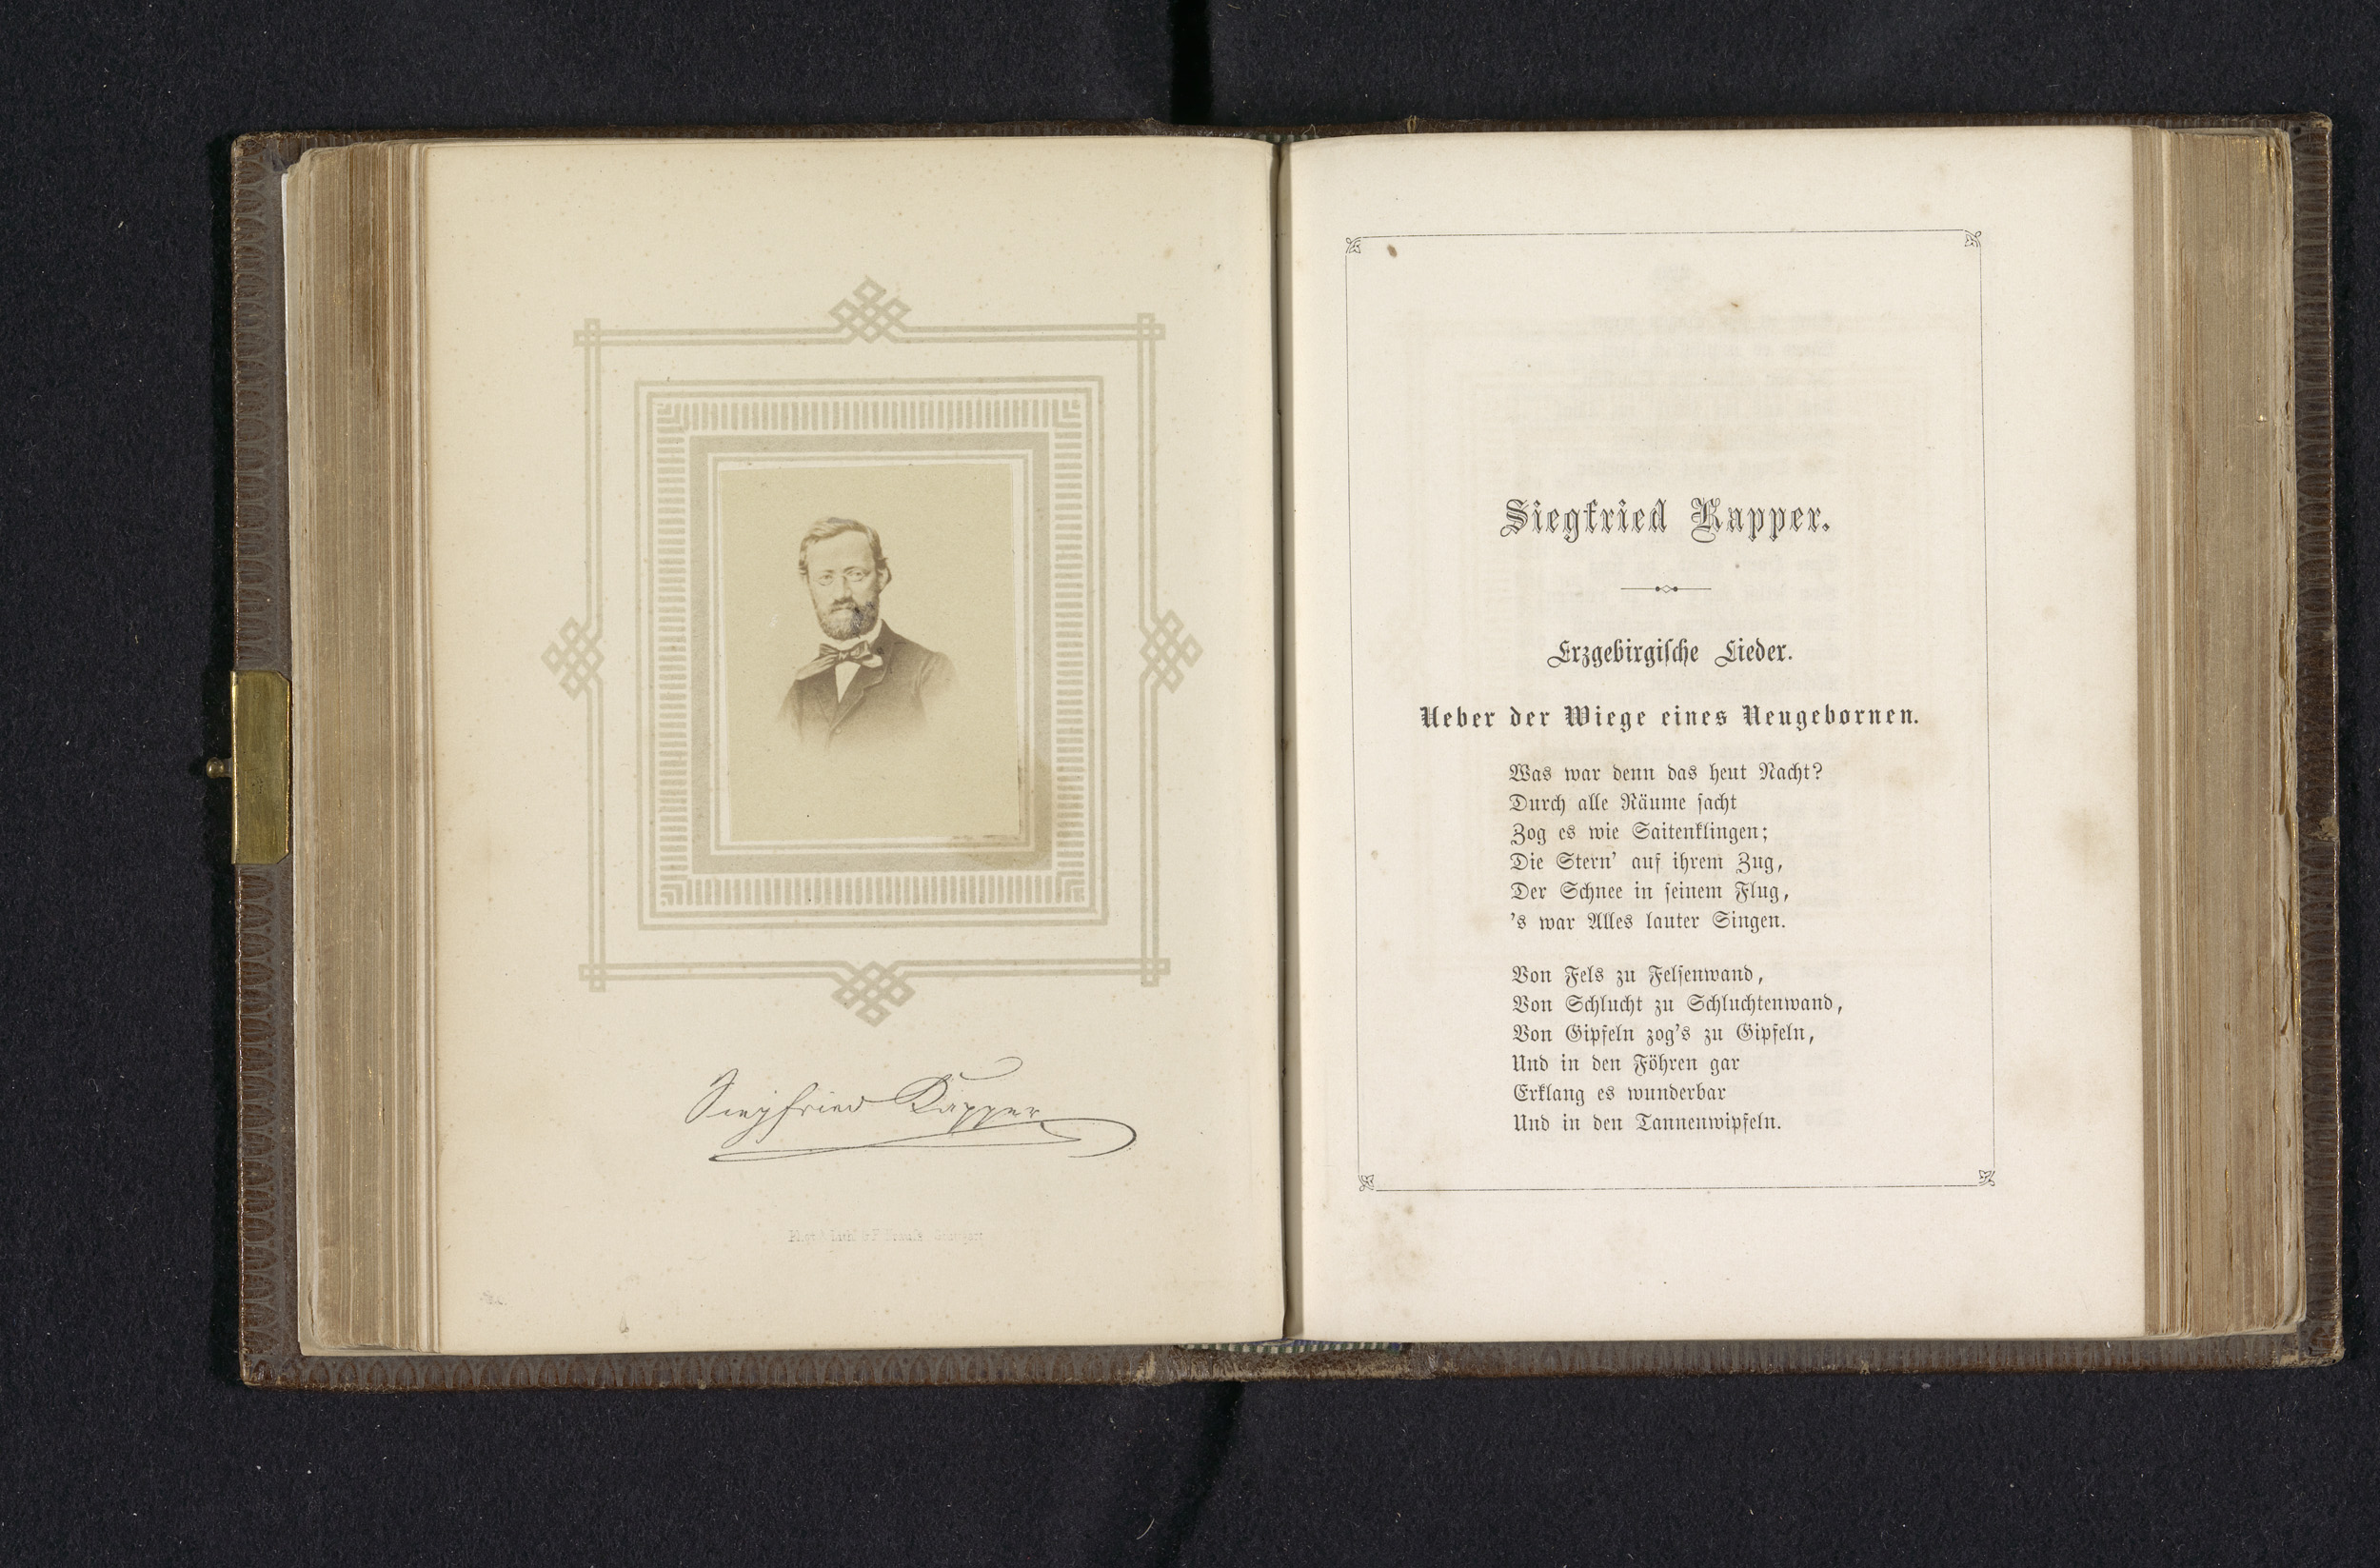 Siegfried Kapper
Siegfried Kapper.
Erzgebirgiſche Lieder.
Ueber der Wiege eines Neugebornen.
Was war denn das heut Nacht?
Durch alle Räume ſacht
Zog es wie Saitenklingen;
Die Stern’ auf ihrem Zug,
Der Schnee in ſeinem Flug,
’s war Alles lauter Singen.
Von Fels zu Felſenwand,
Von Schlucht zu Schluchtenwand,
Von Gipfeln zog’s zu Gipfeln,
Und in den Föhren gar
Erklang es wunderbar
Und in den Tannenwipfeln.